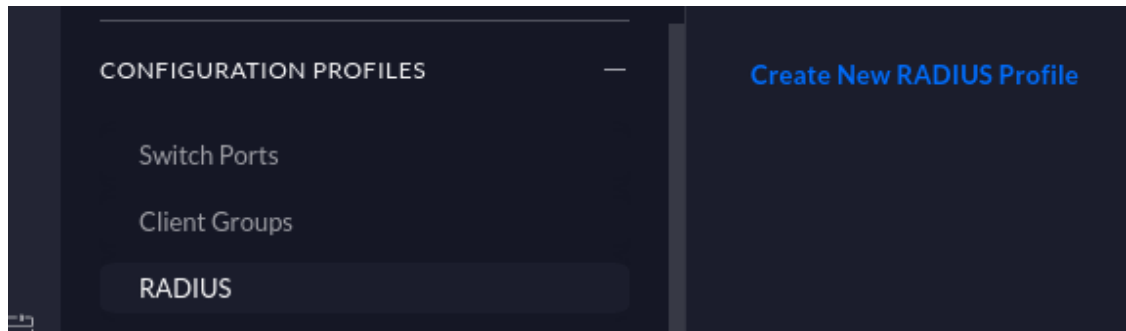 CONFIGURATION PROFILES
Create New RADIUS Profile
Switch Ports
Client Groups
RADIUS